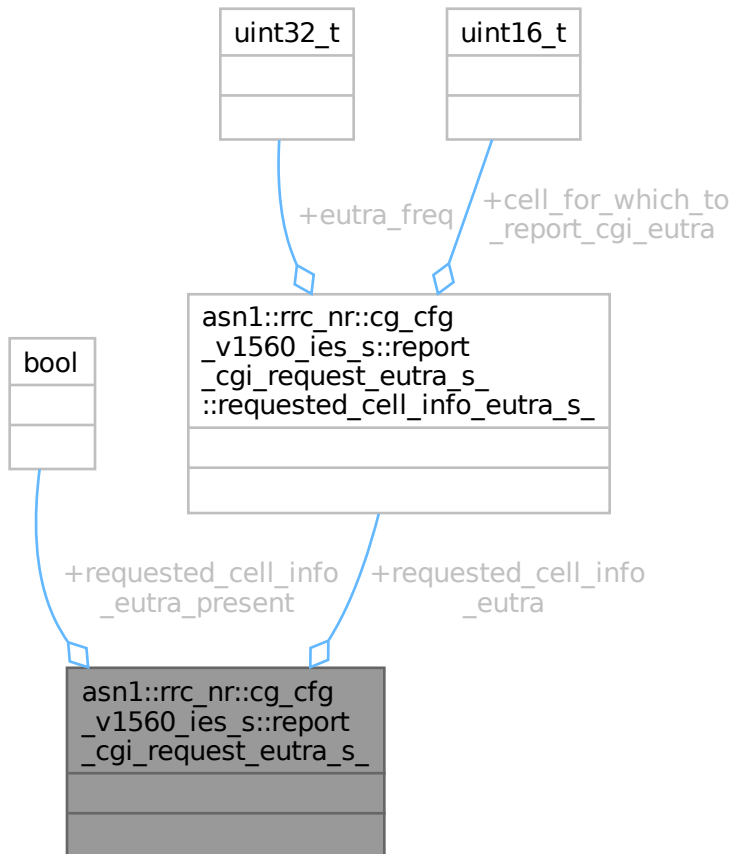 uint32_t
uint16_t
+eutra_freq
+cell_for_which_to
_report_cgi_eutra
asn1::rrc_nr::cg_cfg
_v1560_ies_s::report
_cgi_request_eutra_s_
::requested_cell_info_eutra_s_
bool
+requested_cell_info
_eutra_present
+requested_cell_info
_eutra
asn1::rrc_nr::cg_cfg
_v1560_ies_s::report
_cgi_request_eutra_s_